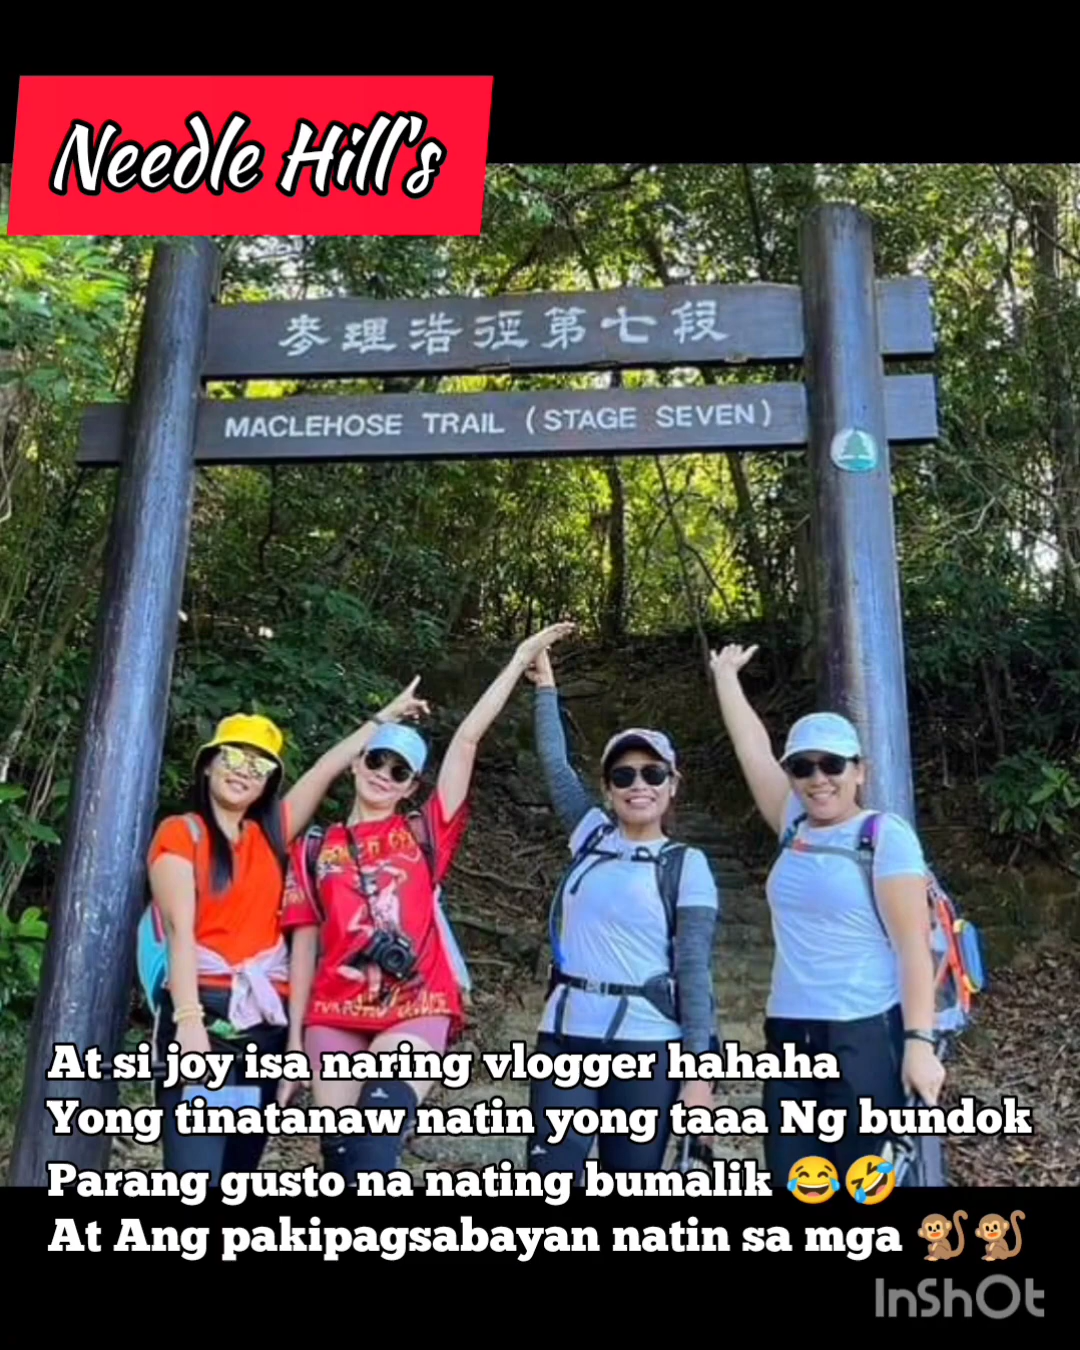 Needle Hill's
麥理浩徑第七段
MACLEHOSE TRAIL (STAGE SEVEN)
At si joy isa naring vlogger hahaha
Yong tinatanaw natin yong taaa Ng bundok
Parang gusto na nating bumalik 😂🤣
At Ang pakipagsabayan natin sa mga 🐒🐒
InShOt